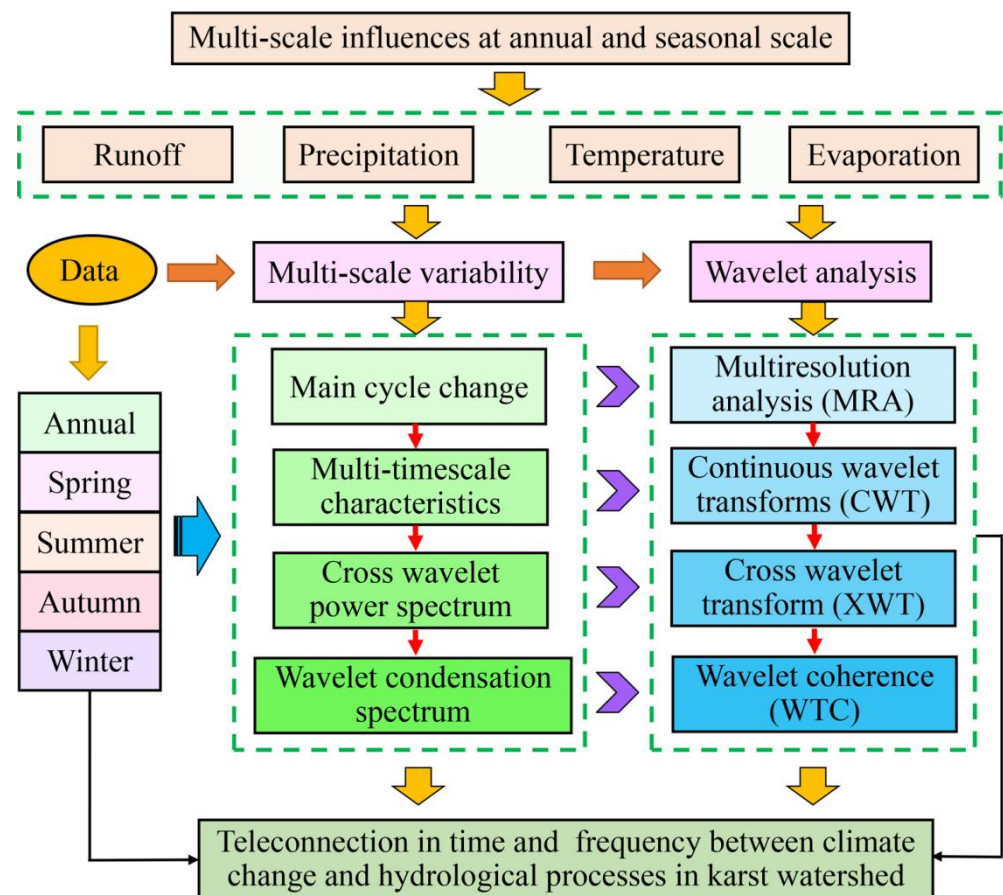 Multi-scale influences at annual and seasonal scale
Runoff
Precipitation
Temperature
Evaporation
Data
Multi-scale variability
Wavelet analysis
Annual
Spring
Summer
Autumn
Winter
Main cycle change
Multi-timescale
characteristics
Cross wavelet
power spectrum
Wavelet condensation
spectrum
Multiresolution
analysis (MRA)
Continuous wavelet
transforms (CWT)
Cross wavelet
transform (XWT)
Wavelet coherence
(WTC)
Teleconnection in time and frequency between climate
change and hydrological processes in karst watershed